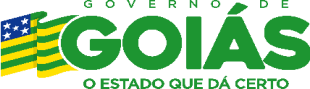 GOVERNO DE
GOIÁS
O ESTADO QUE DÁ CERTO